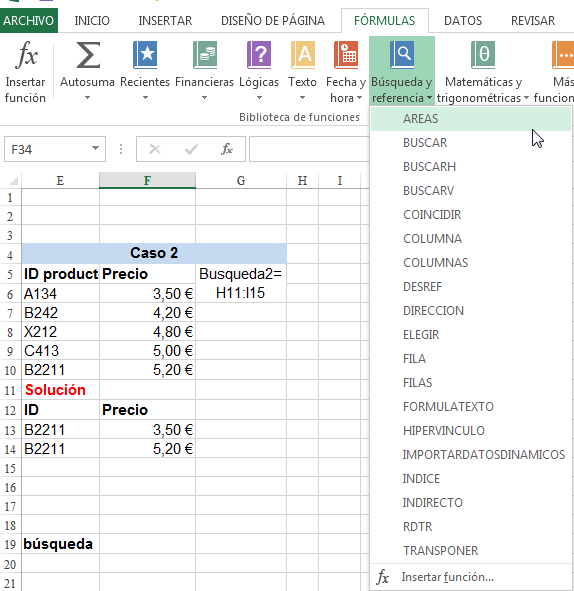 ARCHIVO INICIO INSERTAR DISEÑO DE PÁGINA FÓRMULAS DATOS REVISAR
fx Σ ? A θ ...
Insertar función
Autosuma
Recientes
Financieras
Lógicas
Texto
Fecha y hora
Búsqueda y referencia
Matemáticas y trigonométricas
Más funcion
Biblioteca de funciones
F34 fx
E F G H I
1
2
3
4 Caso 2
5 ID product Precio Busqueda2=
6 A134 3,50 € H11:I15
7 B242 4,20 €
8 X212 4,80 €
9 C413 5,00 €
10 B2211 5,20 €
11 Solución
12 ID Precio
13 B2211 3,50 €
14 B2211 5,20 €
15
16
17
18
19 búsqueda
20
21
AREAS
BUSCAR
BUSCARH
BUSCARV
COINCIDIR
COLUMNA
COLUMNAS
DESREF
DIRECCION
ELEGIR
FILA
FILAS
FORMULATEXTO
HIPERVINCULO
IMPORTARDATOSDINAMICOS
INDICE
INDIRECTO
RDTR
TRANSPONER
fx Insertar función...